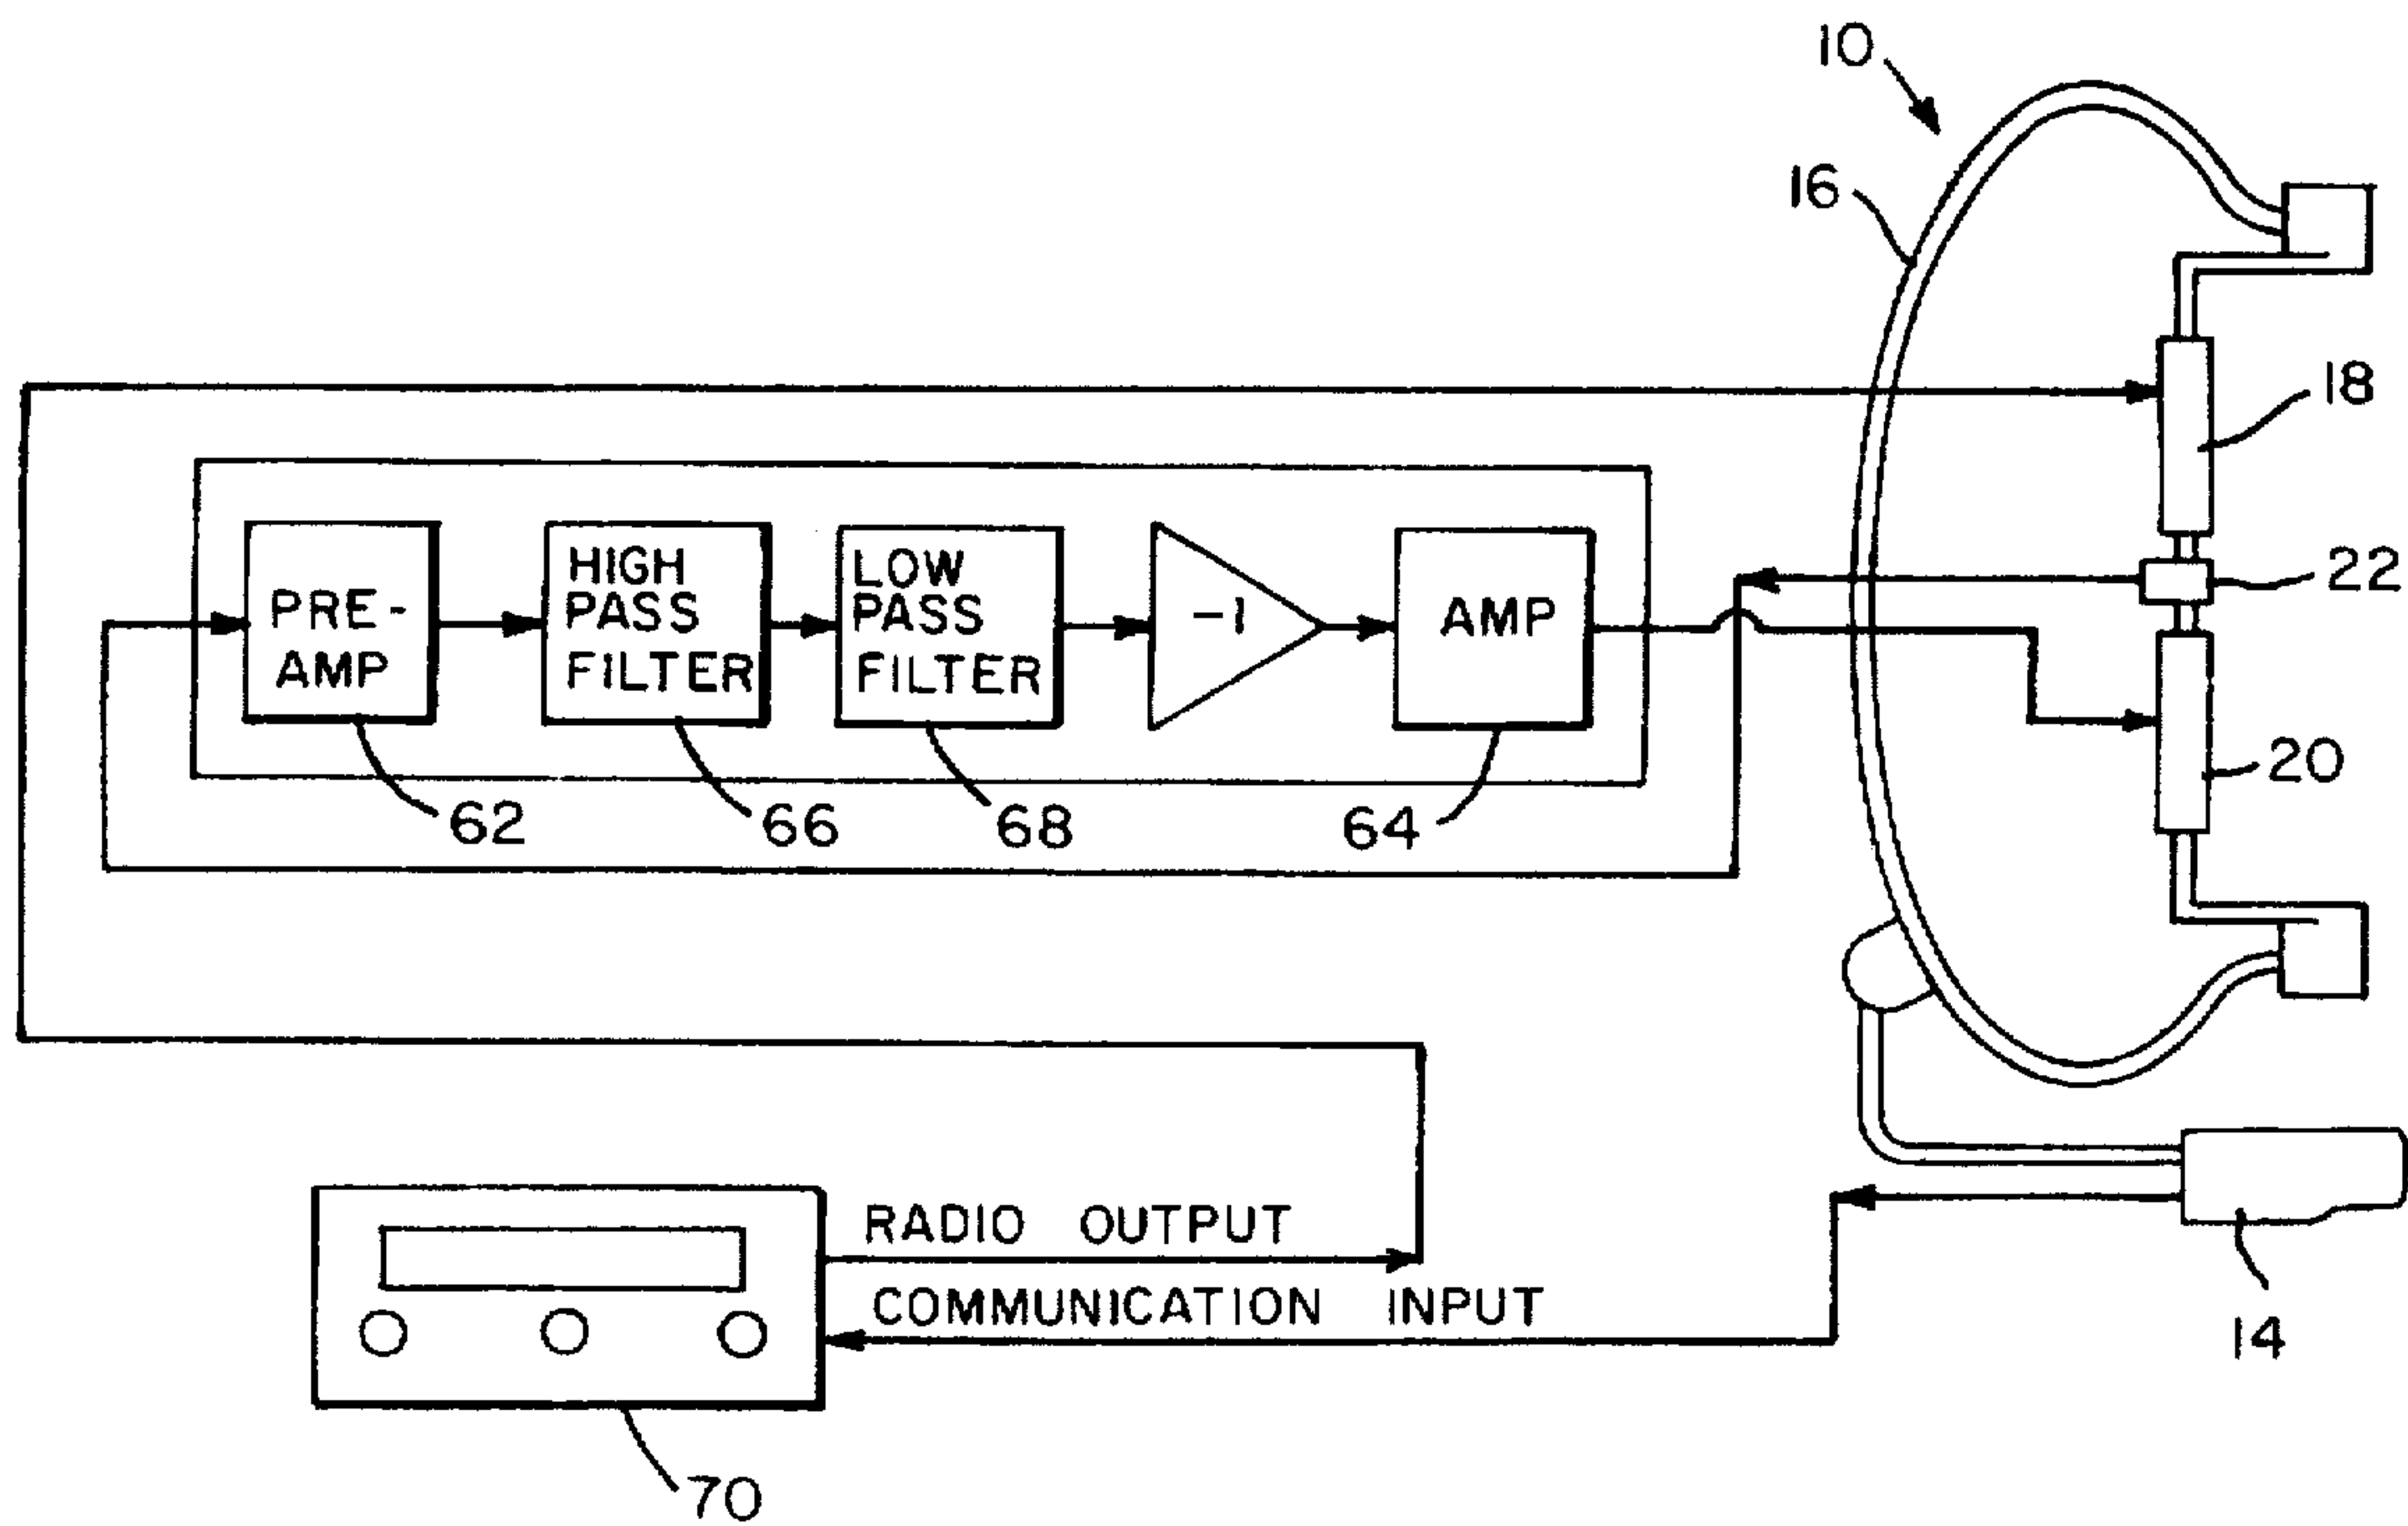 10
16
18
22
PRE-
AMP
HIGH
PASS
FILTER
LOW
PASS
FILTER
-1
AMP
20
62
66
68
64
RADIO OUTPUT
COMMUNICATION INPUT
14
70